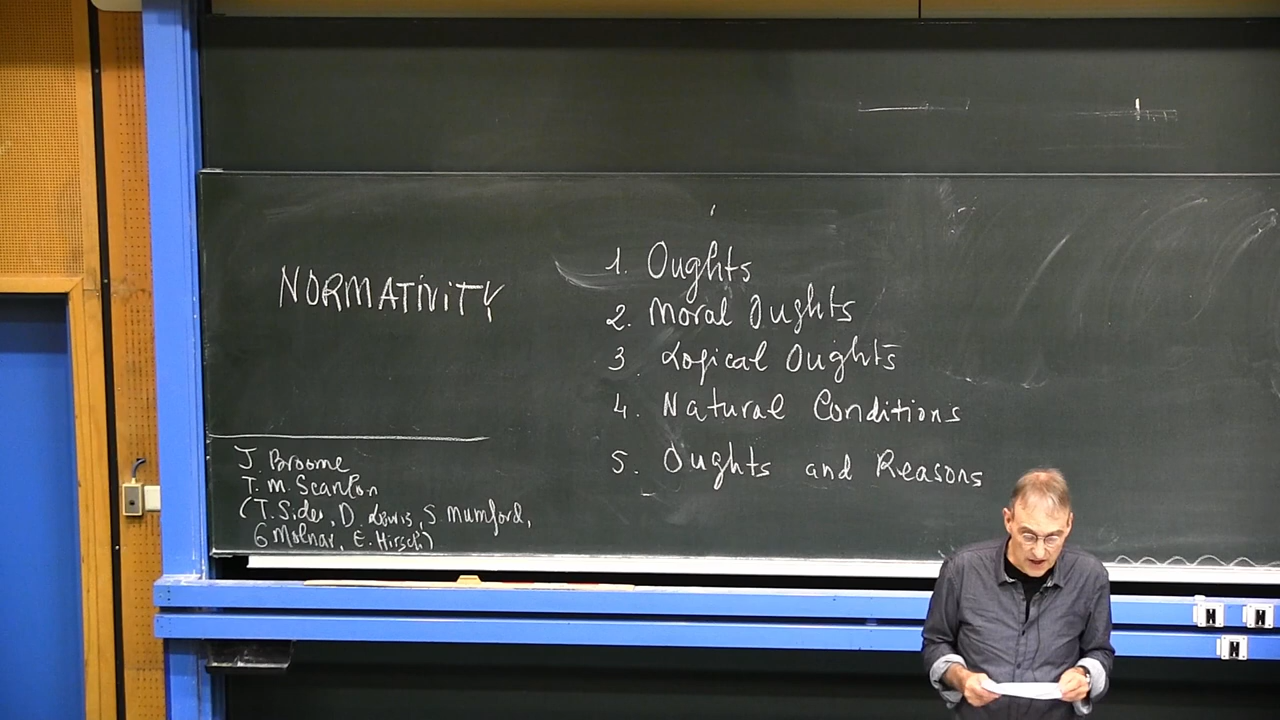 NORMATIVITY
1. Oughts
2. Moral Oughts
3 Logical Oughts
4. Natural Conditions
5. Oughts and Reasons
J. Broome
T. M. Scanlon
(T. Sider, D. Lewis, S. Mumford,
G Molnar, E. Hirsch)
N N
N